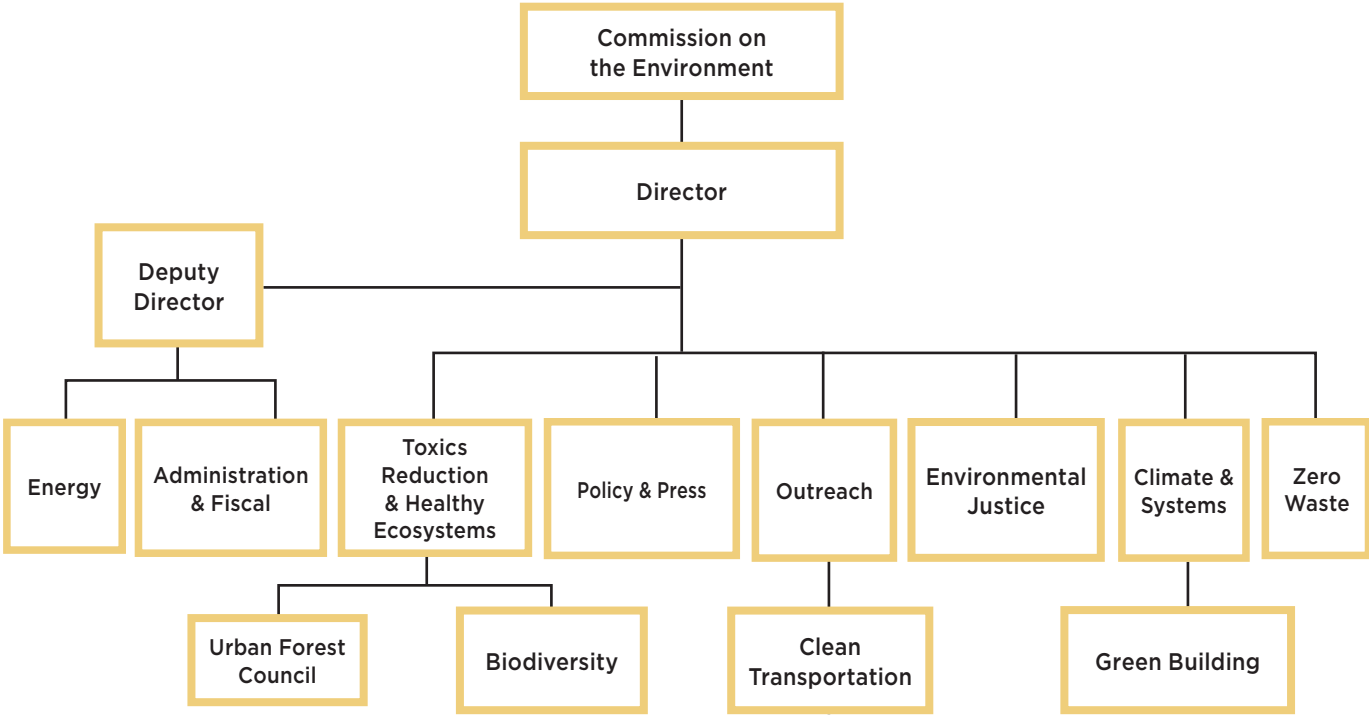 Commission on
the Environment
Director
Deputy
Director
Energy
Administration
& Fiscal
Toxics
Reduction
& Healthy
Ecosystems
Policy & Press
Outreach
Environmental
Justice
Climate &
Systems
Zero
Waste
Urban Forest
Council
Biodiversity
Clean
Transportation
Green Building